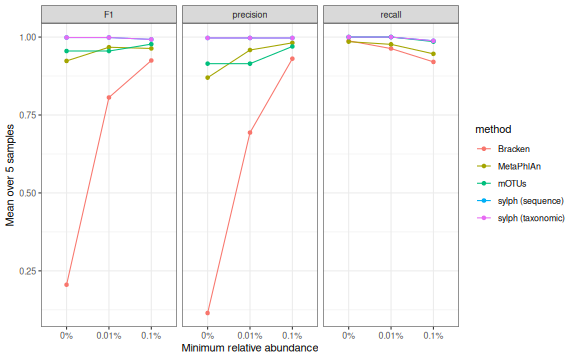 F1 precision recall
1.00
0.75
0.50
0.25
Mean over 5 samples
0% 0.01% 0.1% 0% 0.01% 0.1% 0% 0.01% 0.1%
Minimum relative abundance
method
Bracken
MetaPhlAn
mOTUs
sylph (sequence)
sylph (taxonomic)